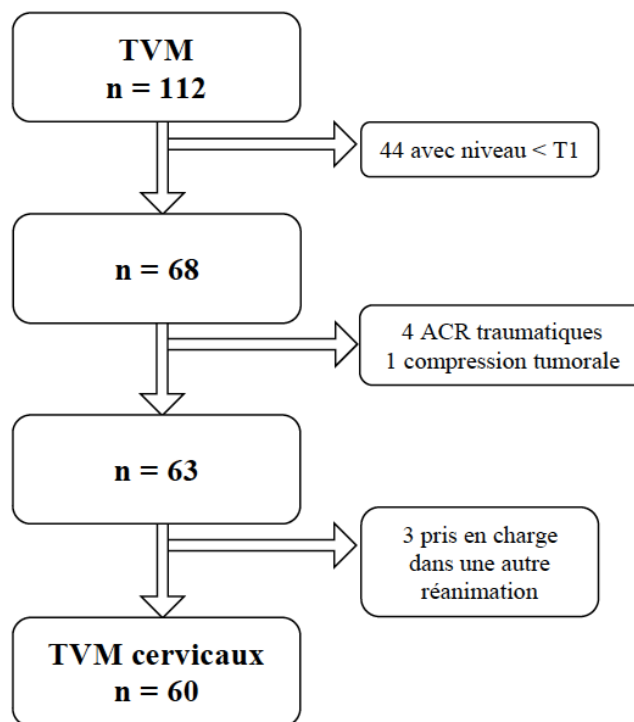 TVM
n = 112
44 avec niveau < T1
n = 68
4 ACR traumatiques
1 compression tumorale
n = 63
3 pris en charge
dans une autre
réanimation
TVM cervicaux
n = 60